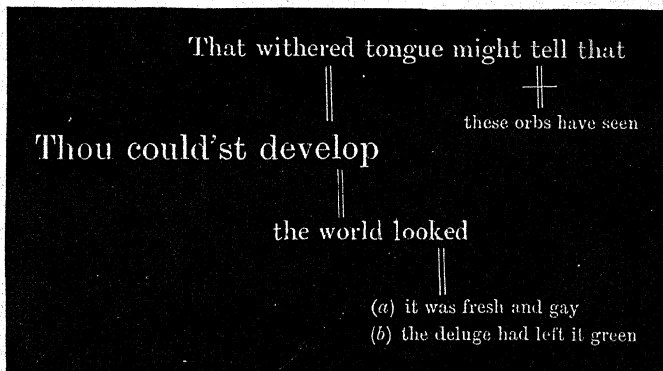 That withered tongue might tell that
these orbs have seen
Thou could'st develop
the world looked
(a) it was fresh and gay
(b) the deluge had left it green